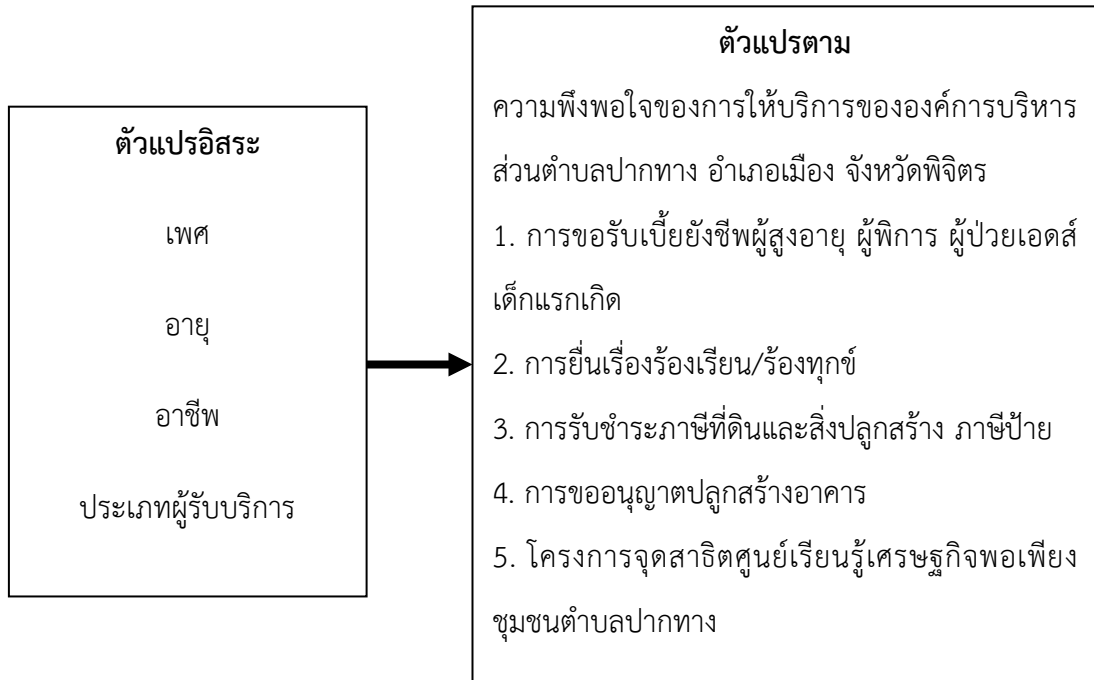 ตัวแปรอิสระ
เพศ
อายุ
อาชีพ
ประเภทผู้รับบริการ
ตัวแปรตาม
ความพึงพอใจของการให้บริการขององค์การบริหาร
ส่วนตำบลปากทาง อำเภอเมือง จังหวัดพิจิตร
1. การขอรับเบี้ยยังชีพผู้สูงอายุ ผู้พิการ ผู้ป่วยเอดส์
เด็กแรกเกิด
2. การยื่นเรื่องร้องเรียน/ร้องทุกข์
3. การรับชำระภาษีที่ดินและสิ่งปลูกสร้าง ภาษีป้าย
4. การขออนุญาตปลูกสร้างอาคาร
5. โครงการจุดสาธิตศูนย์เรียนรู้เศรษฐกิจพอเพียง
ชุมชนตำบลปากทาง